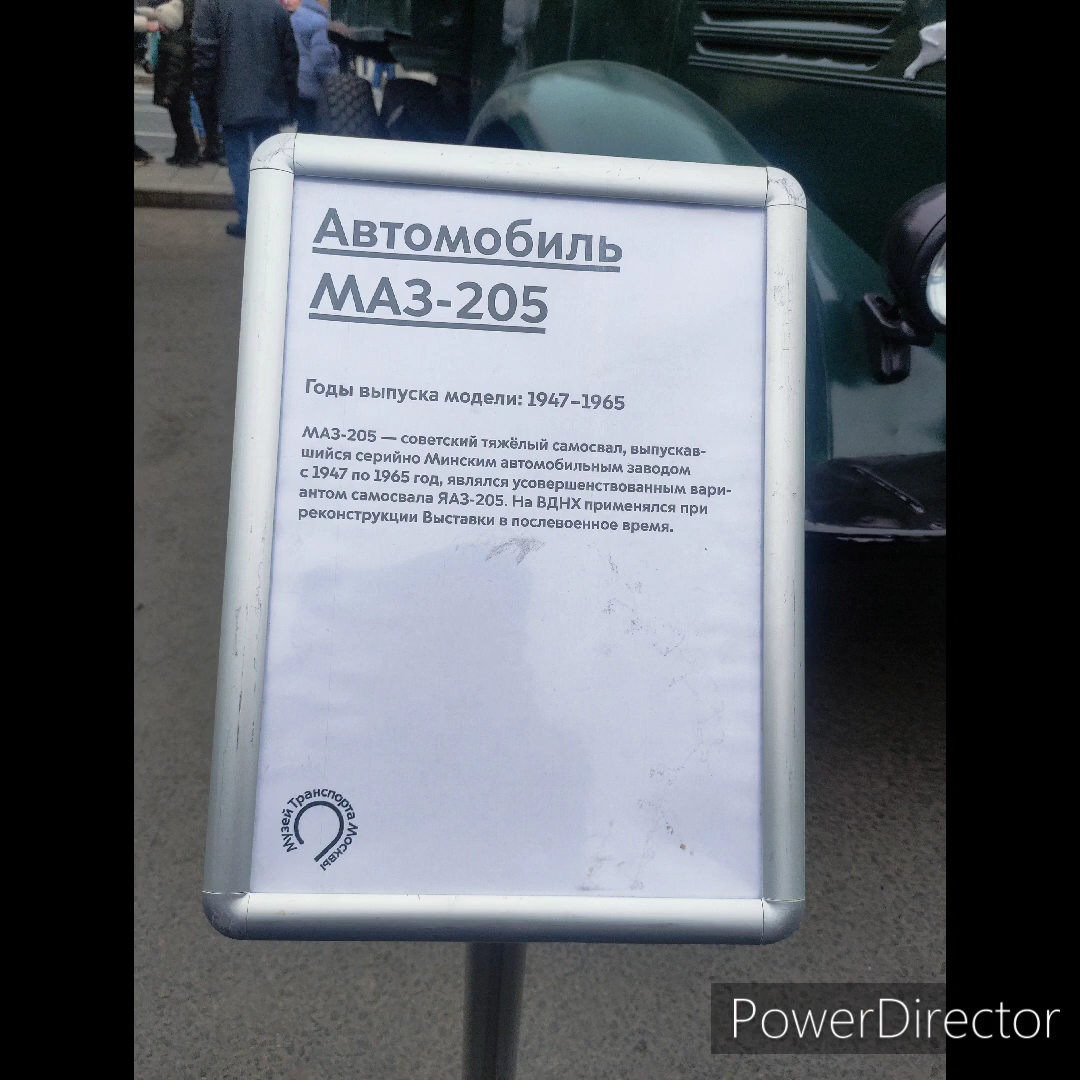 Автомобиль
МАЗ-205
Годы выпуска модели: 1947–1965
МАЗ-205 — советский тяжёлый самосвал, выпускав-
шийся серийно Минским автомобильным заводом
с 1947 по 1965 год, являлся усовершенствованным вари-
антом самосвала ЯАЗ-205. На ВДНХ применялся при
реконструкции Выставки в послевоенное время.
Музей Транспорта Москвы
PowerDirector